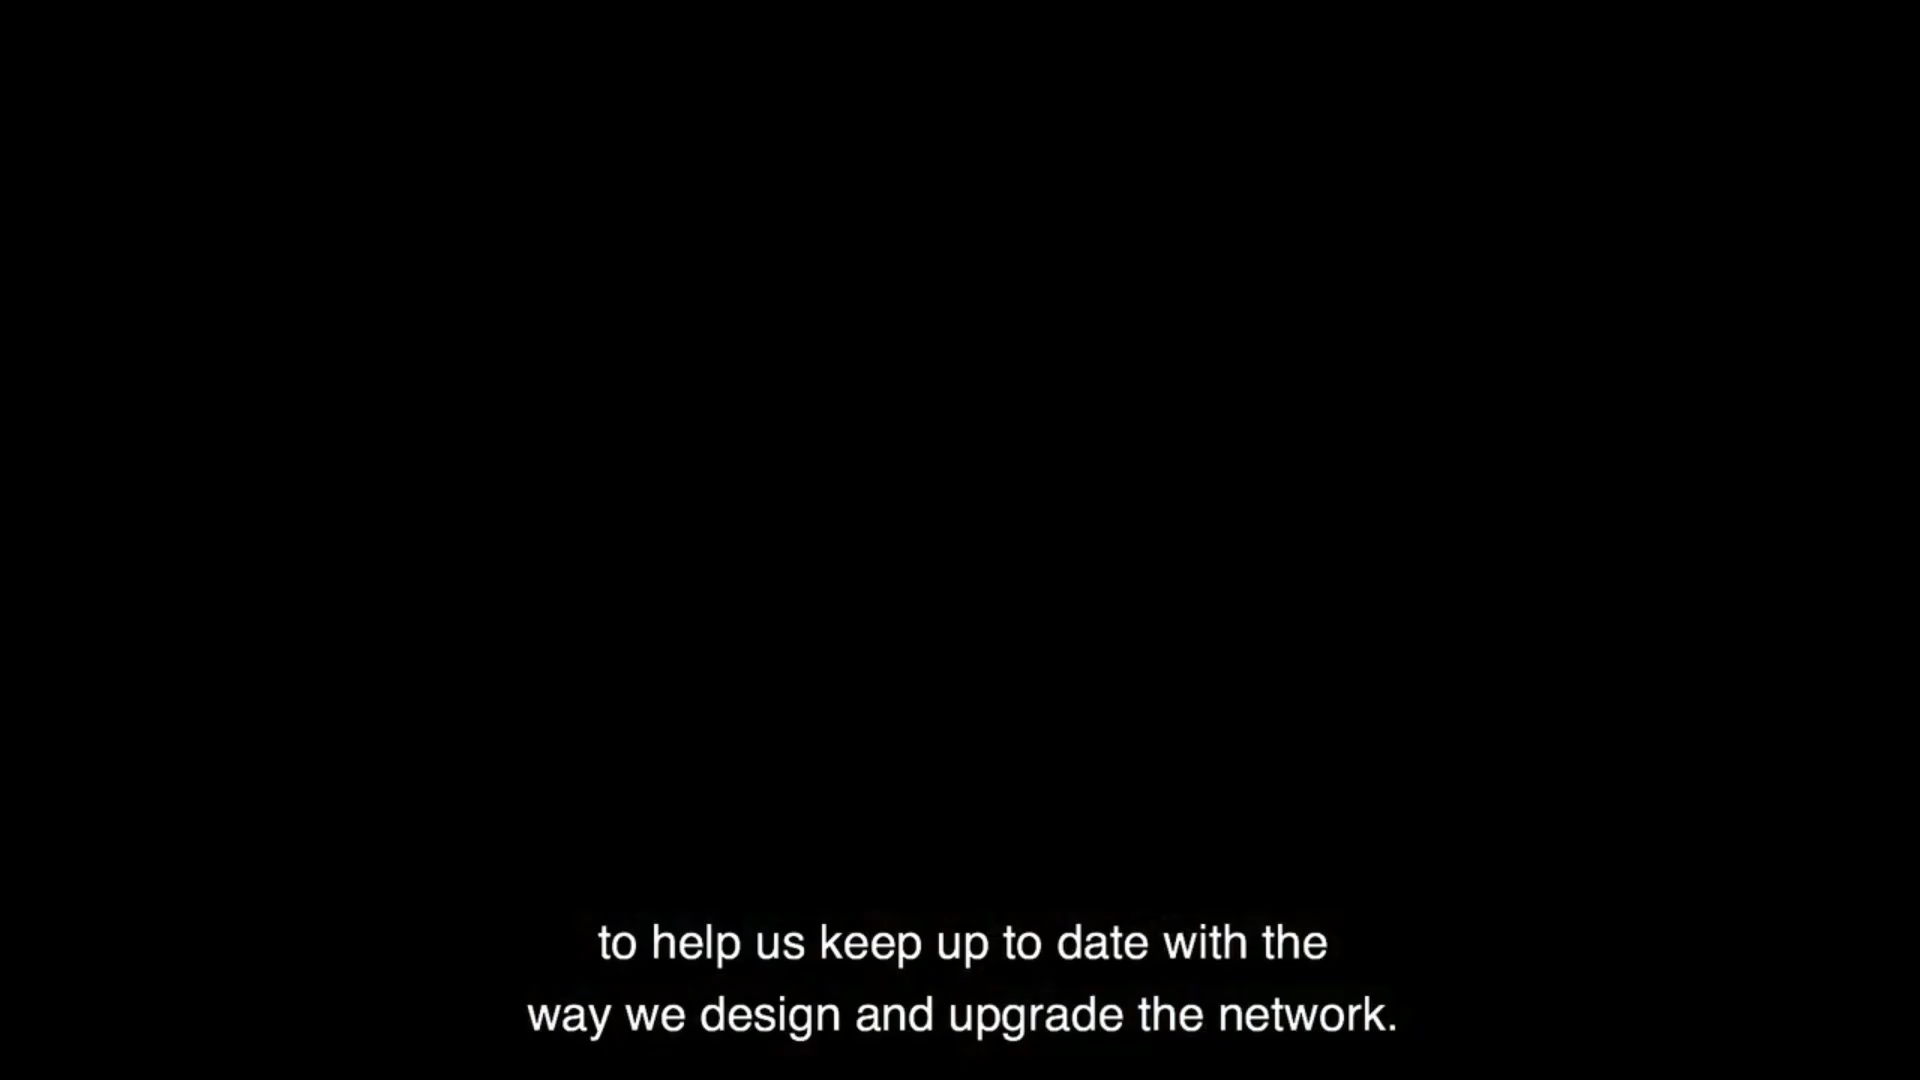 to help us keep up to date with the
way we design and upgrade the network.